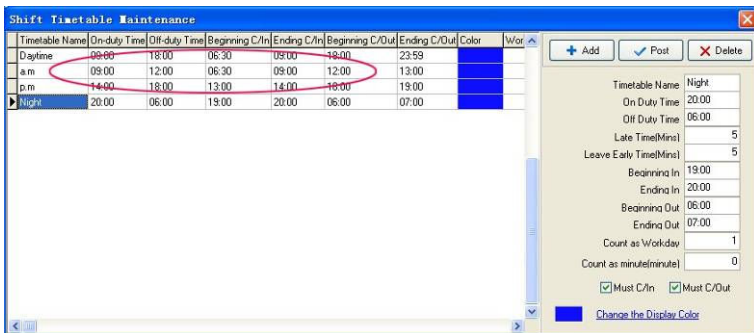 Shift Timetable Maintenance
Timetable Name On-duty Time Off-duty Time Beginning C/In Ending C/In Beginning C/Out Ending C/Out Color Wor
Daytime 09:00 18:00 06:30 09:00 18:00 23:59
a.m 09:00 12:00 06:30 09:00 12:00 13:00
p.m 14:00 18:00 13:00 14:00 18:00 19:00
Night 20:00 06:00 19:00 20:00 06:00 07:00
Add Post Delete
Timetable Name Night
On Duty Time 20:00
Off Duty Time 06:00
Late Time(Mins) 5
Leave Early Time(Mins) 5
Beginning In 19:00
Ending In 20:00
Beginning Out 06:00
Ending Out 07:00
Count as Workday 1
Count as minute(minute) 0
Must C/In Must C/Out
Change the Display Color